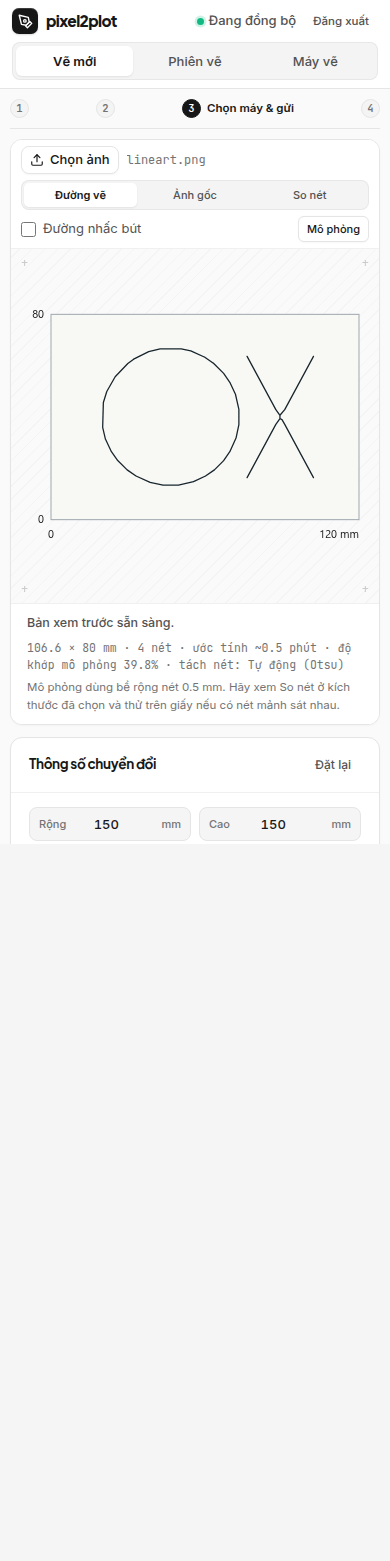 pixel2plot
Đang đồng bộ
Đăng xuất
Vẽ mới
Phiên vẽ
Máy vẽ
1
2
3 Chọn máy & gửi
4
Chọn ảnh
lineart.png
Đường vẽ
Ảnh gốc
So nét
Đường nhấc bút
Mô phỏng
80
0
0
120 mm
Bản xem trước sẵn sàng.
106.6 × 80 mm · 4 nét · ước tính ~0.5 phút · độ
khớp mô phỏng 39.8% · tách nét: Tự động (Otsu)
Mô phỏng dùng bề rộng nét 0.5 mm. Hãy xem So nét ở kích
thước đã chọn và thử trên giấy nếu có nét mảnh sát nhau.
Thông số chuyển đổi
Đặt lại
Rộng 150 mm
Cao 150 mm